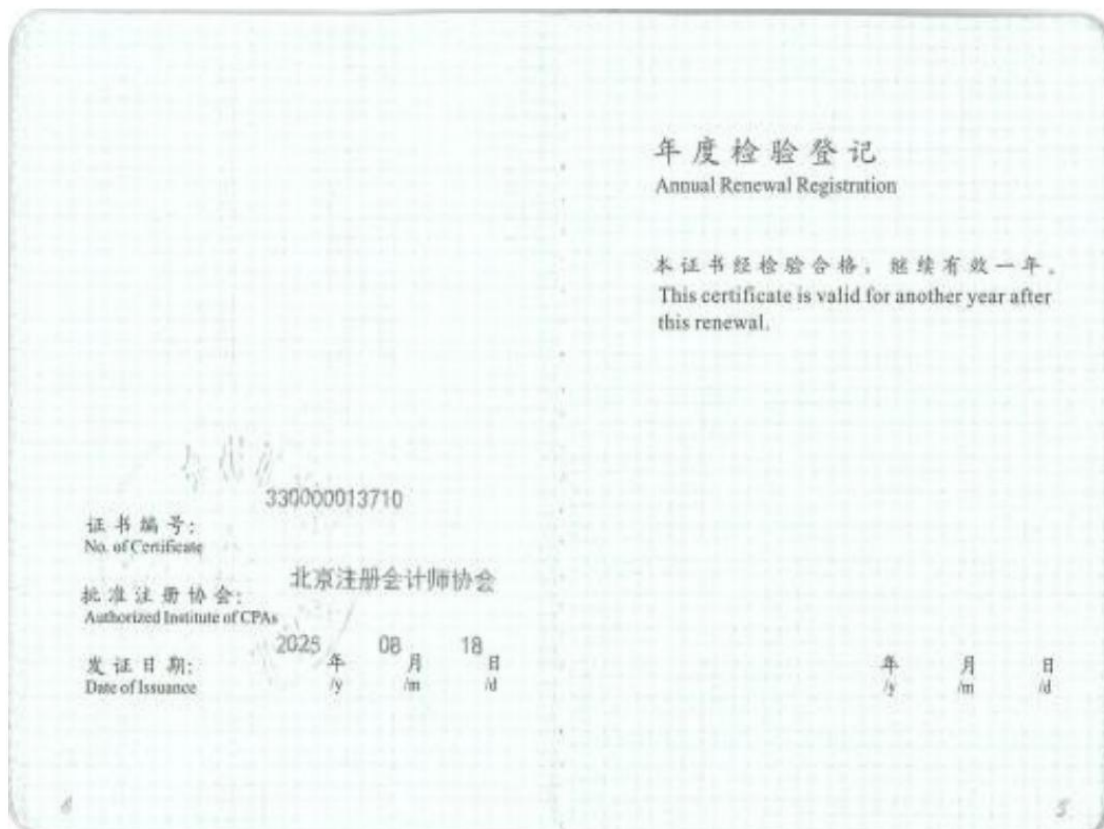 330000013710
证书编号:
No. of Certificate
北京注册会计师协会
批准注册协会:
Authorized Institute of CPAs
2025 08 18
发证日期: 年 月 日
Date of Issuance /y /m /d
年度检验登记
Annual Renewal Registration
本证书经检验合格，继续有效一年。
This certificate is valid for another year after
this renewal.
年 月 日
/y /m /d
5